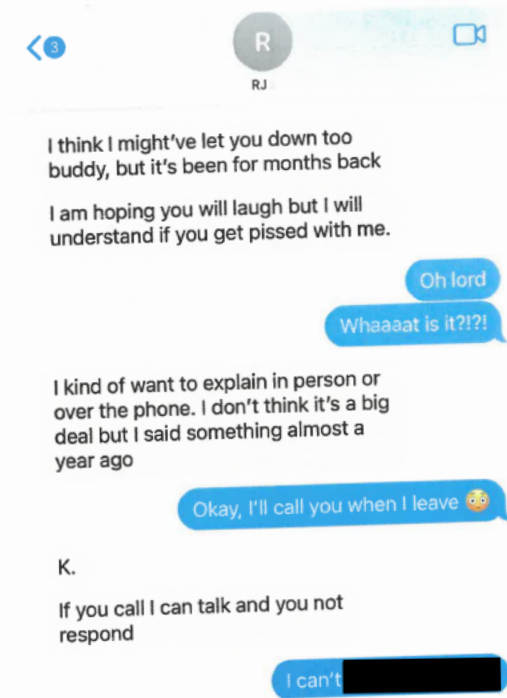 3
R
RJ
I think I might've let you down too
buddy, but it's been for months back
I am hoping you will laugh but I will
understand if you get pissed with me.
Oh lord
Whaaaat is it?!?!
I kind of want to explain in person or
over the phone. I don't think it's a big
deal but I said something almost a
year ago
Okay, I'll call you when I leave 😳
K.
If you call I can talk and you not
respond
I can't